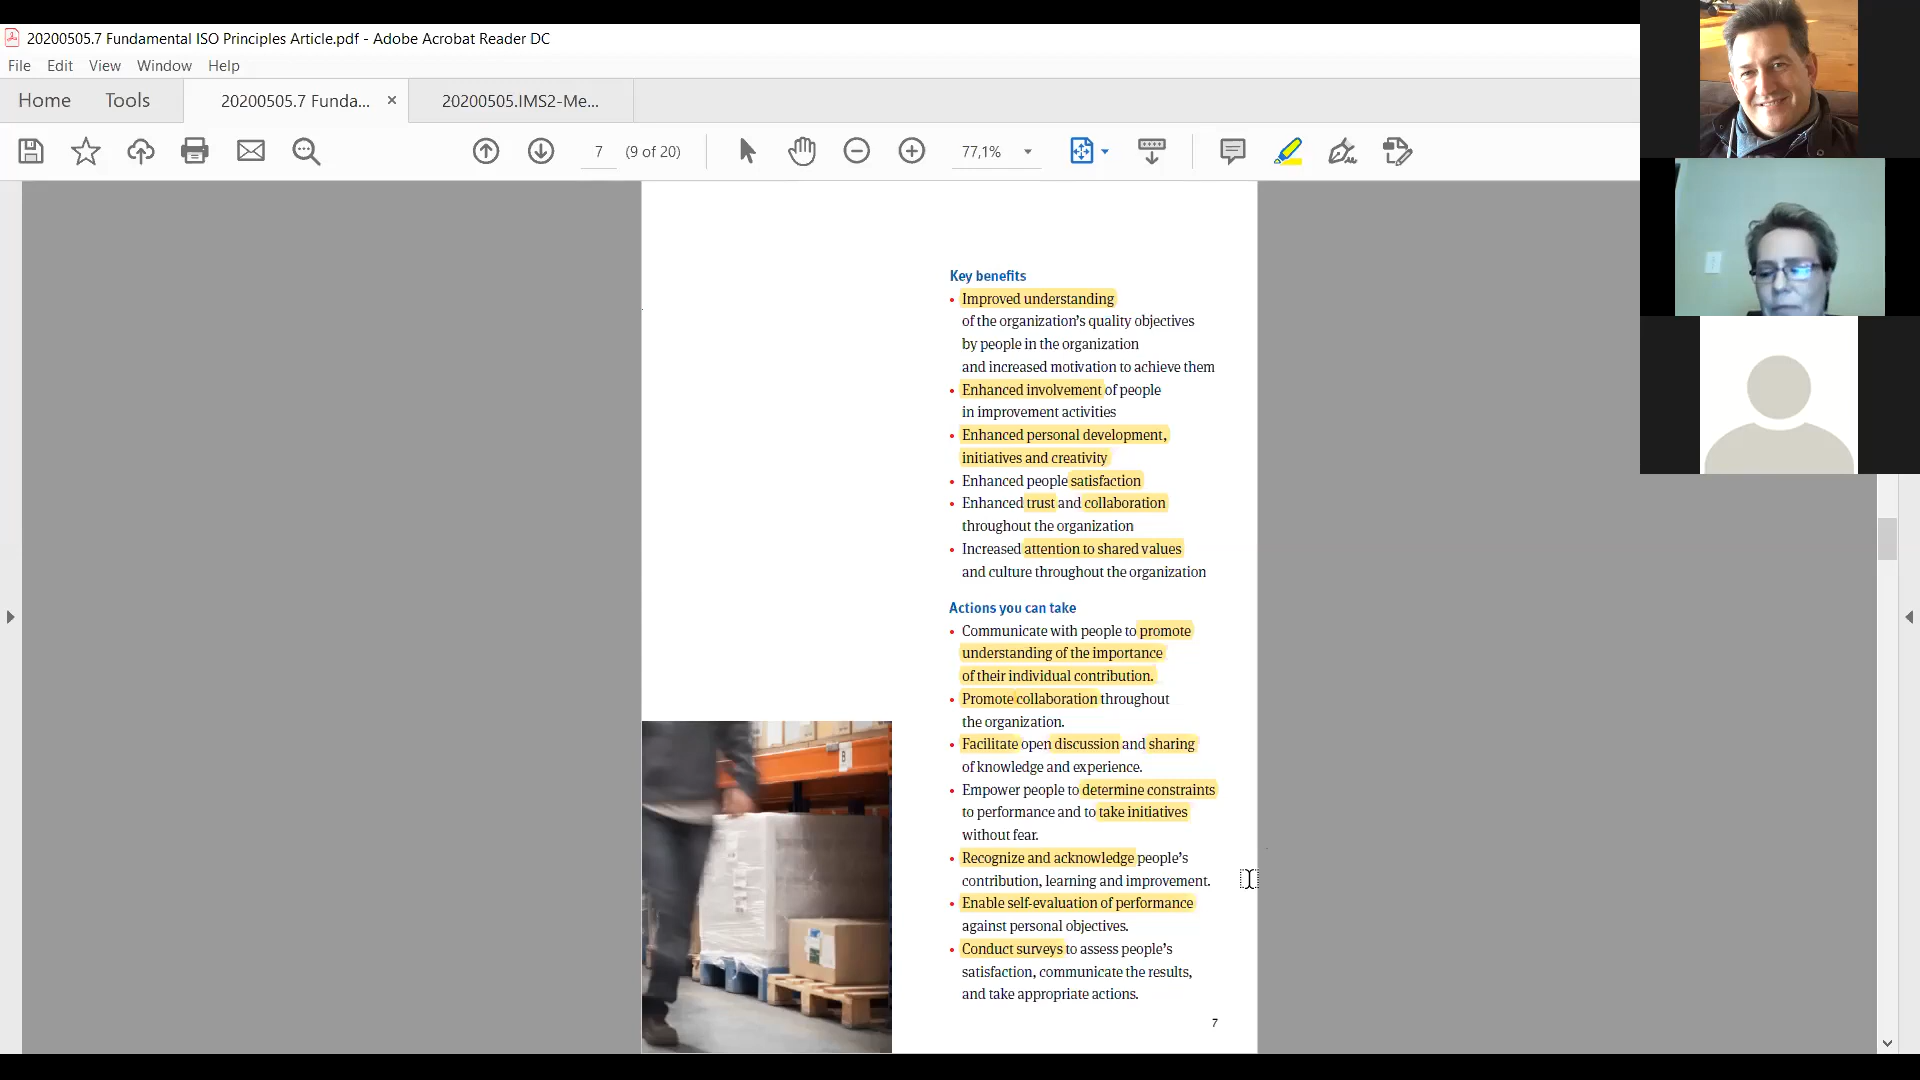 20200505.7 Fundamental ISO Principles Article.pdf - Adobe Acrobat Reader DC
File Edit View Window Help
Home Tools 20200505.7 Funda... × 20200505.IMS2-Me...
7 (9 of 20) 77,1%
Key benefits
• Improved understanding
of the organization's quality objectives
by people in the organization
and increased motivation to achieve them
• Enhanced involvement of people
in improvement activities
• Enhanced personal development,
initiatives and creativity
• Enhanced people satisfaction
• Enhanced trust and collaboration
throughout the organization
• Increased attention to shared values
and culture throughout the organization
Actions you can take
• Communicate with people to promote
understanding of the importance
of their individual contribution.
• Promote collaboration throughout
the organization.
• Facilitate open discussion and sharing
of knowledge and experience.
• Empower people to determine constraints
to performance and to take initiatives
without fear.
• Recognize and acknowledge people's
contribution, learning and improvement.
• Enable self-evaluation of performance
against personal objectives.
• Conduct surveys to assess people's
satisfaction, communicate the results,
and take appropriate actions.
7
B